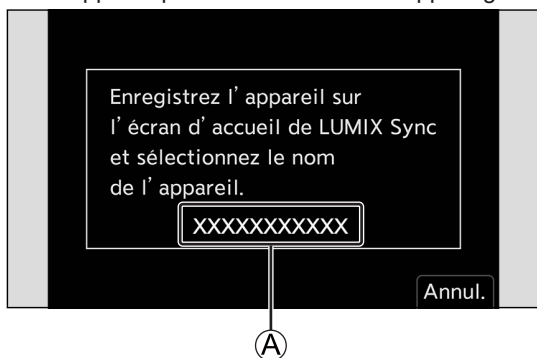 Enregistrez l'appareil sur
l'écran d'accueil de LUMIX Sync
et sélectionnez le nom
de l'appareil.
XXXXXXXXXXX
Annul.
A